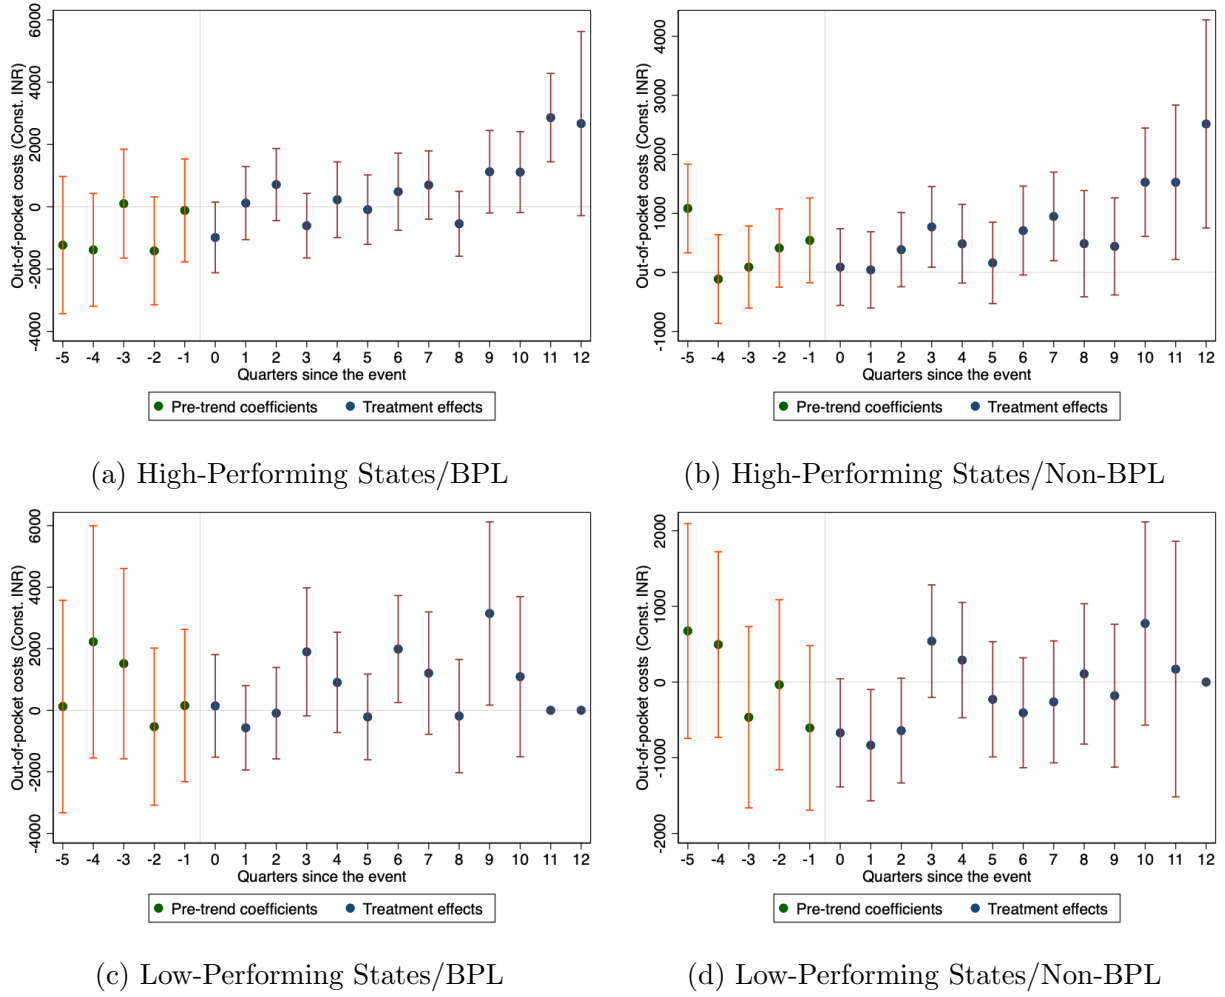 Out-of-pocket costs (Const. INR)
6000
4000
2000
0
-2000
-4000
-5 -4 -3 -2 -1 0 1 2 3 4 5 6 7 8 9 10 11 12
Quarters since the event
Pre-trend coefficients Treatment effects
(a) High-Performing States/BPL
Out-of-pocket costs (Const. INR)
4000
3000
2000
1000
0
-1000
-5 -4 -3 -2 -1 0 1 2 3 4 5 6 7 8 9 10 11 12
Quarters since the event
Pre-trend coefficients Treatment effects
(b) High-Performing States/Non-BPL
Out-of-pocket costs (Const. INR)
6000
4000
2000
0
-2000
-4000
-5 -4 -3 -2 -1 0 1 2 3 4 5 6 7 8 9 10 11 12
Quarters since the event
Pre-trend coefficients Treatment effects
(c) Low-Performing States/BPL
Out-of-pocket costs (Const. INR)
2000
1000
0
-1000
-2000
-5 -4 -3 -2 -1 0 1 2 3 4 5 6 7 8 9 10 11 12
Quarters since the event
Pre-trend coefficients Treatment effects
(d) Low-Performing States/Non-BPL